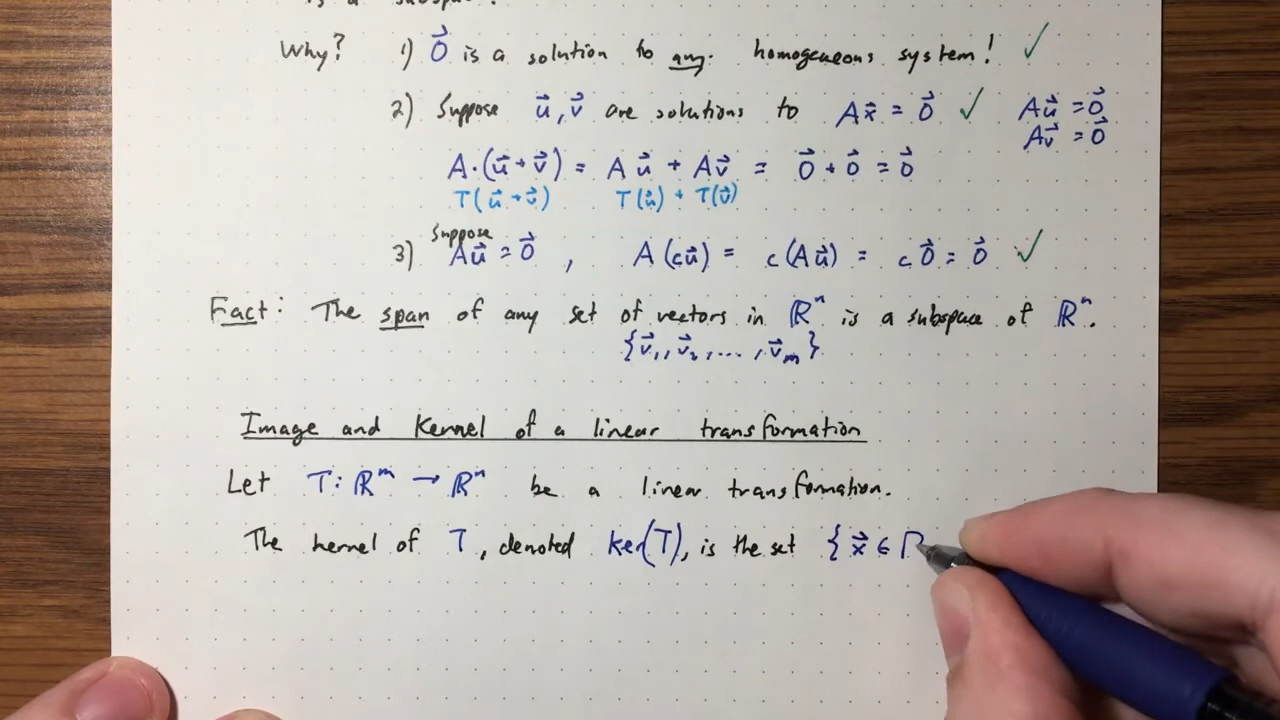 is a subspace.
Why? 1) 0⃗ is a solution to any homogeneous system! ✓
2) Suppose u⃗, v⃗ are solutions to Ax⃗ = 0⃗ ✓ Au⃗ = 0⃗
Av⃗ = 0⃗
A·(u⃗ + v⃗) = Au⃗ + Av⃗ = 0⃗ + 0⃗ = 0⃗
T(u⃗ + v⃗) T(u⃗) + T(v⃗)
Suppose
3) Au⃗ = 0⃗, A(cu⃗) = c(Au⃗) = c0⃗ = 0⃗ ✓
Fact: The span of any set of vectors in ℝⁿ is a subspace of ℝⁿ.
{v⃗₁, v⃗₂, ..., v⃗ₘ}
Image and Kernel of a linear transformation
Let T: ℝᵐ → ℝⁿ be a linear transformation.
The kernel of T, denoted ker(T), is the set {x⃗ ∈